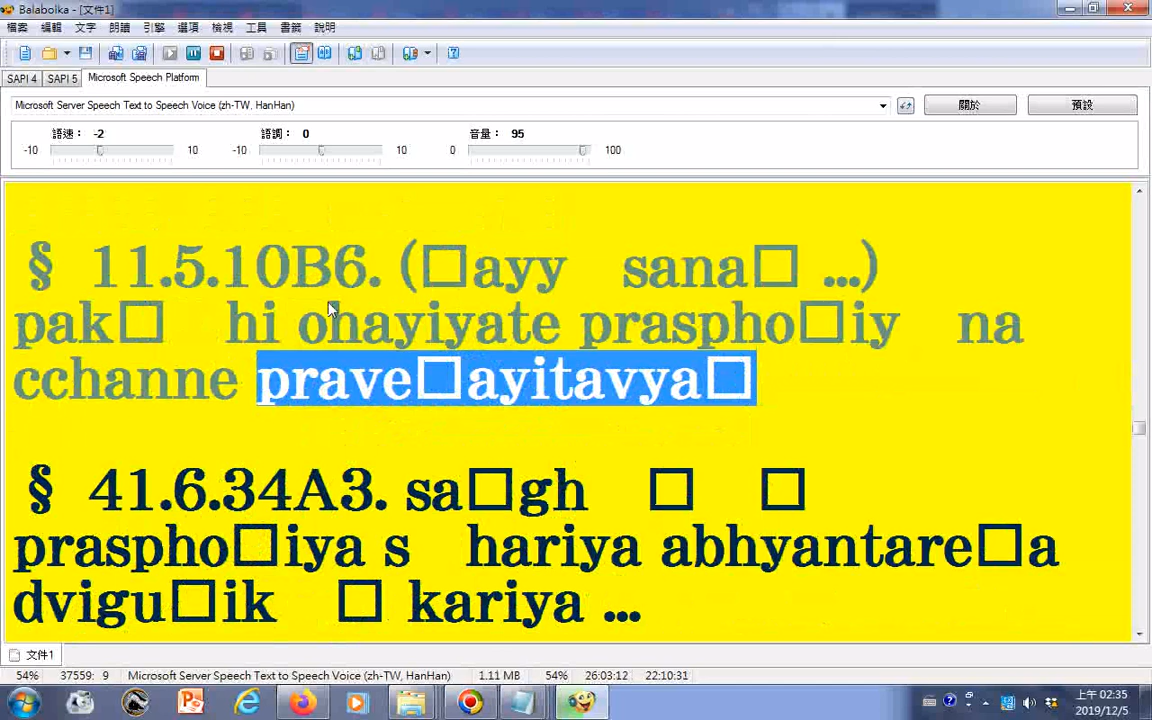 Balabolka - [文件1]
檔案 編輯 文字 朗讀 引擎 選項 檢視 工具 書籤 說明
SAPI 4 SAPI 5 Microsoft Speech Platform
Microsoft Server Speech Text to Speech Voice (zh-TW, HanHan) 關於 預設
語速： -2 語調： 0 音量： 95
-10 10 -10 10 0 100
§ 11.5.10B6. (□ayy sana□ ...)
pak□ hi ohayiyate praspho□iy na
cchanne prave□ayitavya□
§ 41.6.34A3. sa□gh □ □
praspho□iya s hariya abhyantare□a
dvigu□ik □ kariya ...
文件1
54% 37559: 9 Microsoft Server Speech Text to Speech Voice (zh-TW, HanHan) 1.11 MB 54% 26:03:12 22:10:31
上午 02:35
2019/12/5